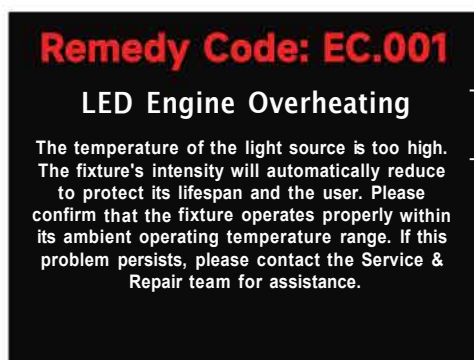 Remedy Code: EC.001
LED Engine Overheating
The temperature of the light source is too high.
The fixture's intensity will automatically reduce
to protect its lifespan and the user. Please
confirm that the fixture operates properly within
its ambient operating temperature range. If this
problem persists, please contact the Service &
Repair team for assistance.